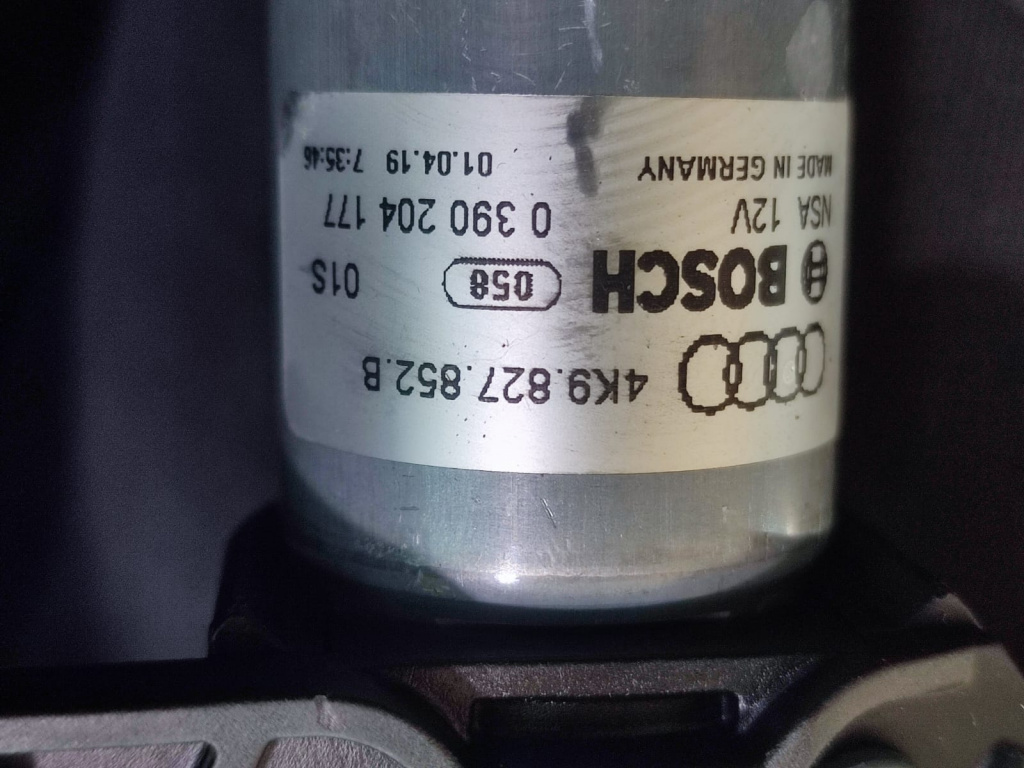 4K9.827.852.B
BOSCH 058 01S
NSA 12V 0 390 204 177
MADE IN GERMANY 01.04.19 7:35:46